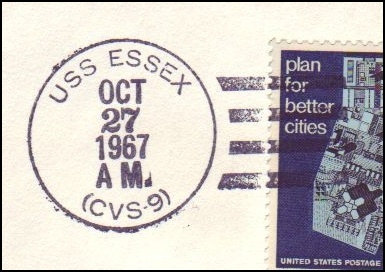 USS ESSEX
OCT
27
1967
A M.
(CVS-9)
plan
for
better
cities
UNITED STATES POSTAGE